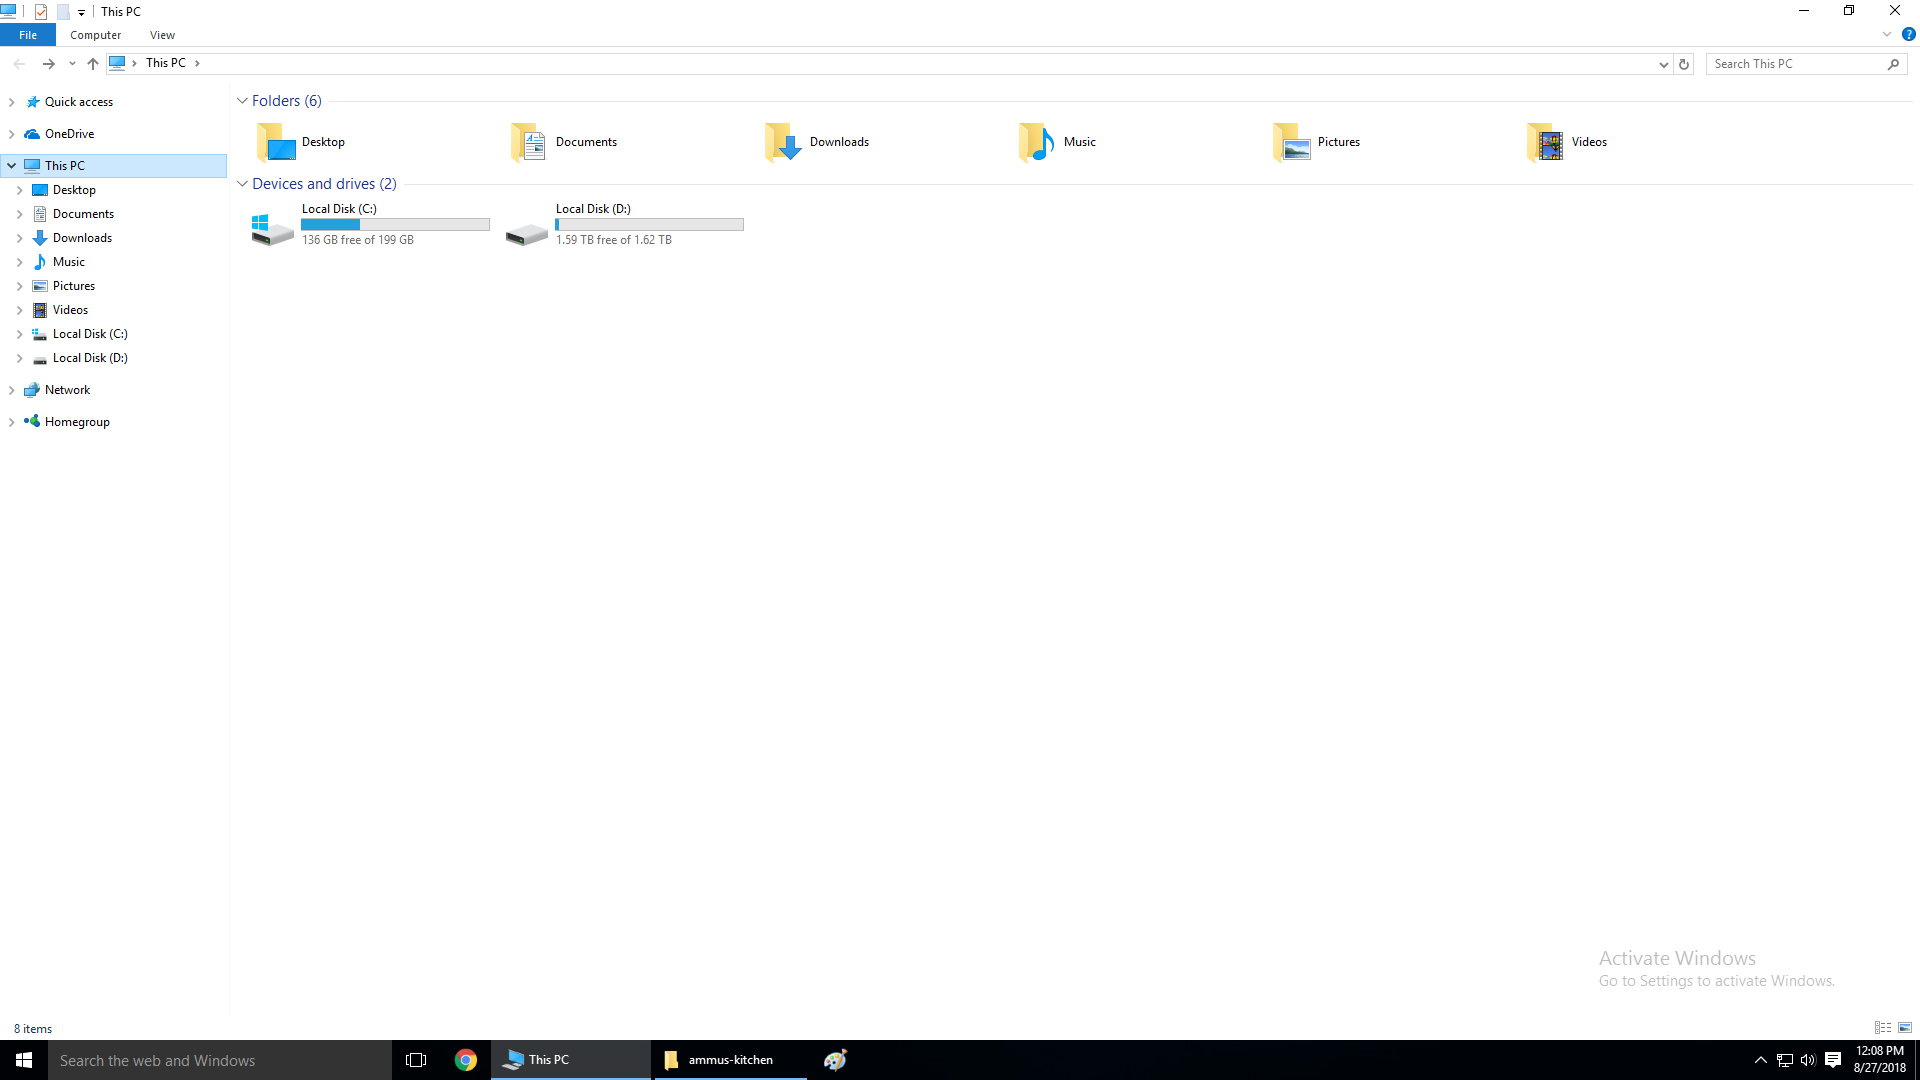 This PC
File Computer View
This PC
Search This PC
Quick access
OneDrive
This PC
Desktop
Documents
Downloads
Music
Pictures
Videos
Local Disk (C:)
Local Disk (D:)
Network
Homegroup
Folders (6)
Desktop
Documents
Downloads
Music
Pictures
Videos
Devices and drives (2)
Local Disk (C:)
136 GB free of 199 GB
Local Disk (D:)
1.59 TB free of 1.62 TB
Activate Windows
Go to Settings to activate Windows.
8 items
Search the web and Windows
This PC
ammus-kitchen
12:08 PM
8/27/2018